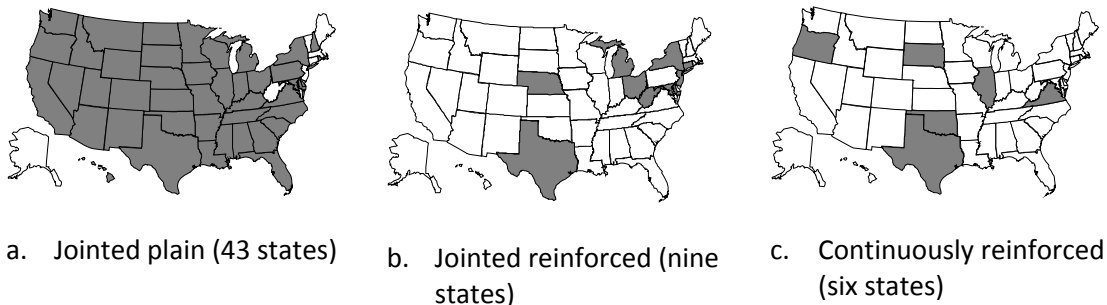 a. Jointed plain (43 states)
b. Jointed reinforced (nine
states)
c. Continuously reinforced
(six states)